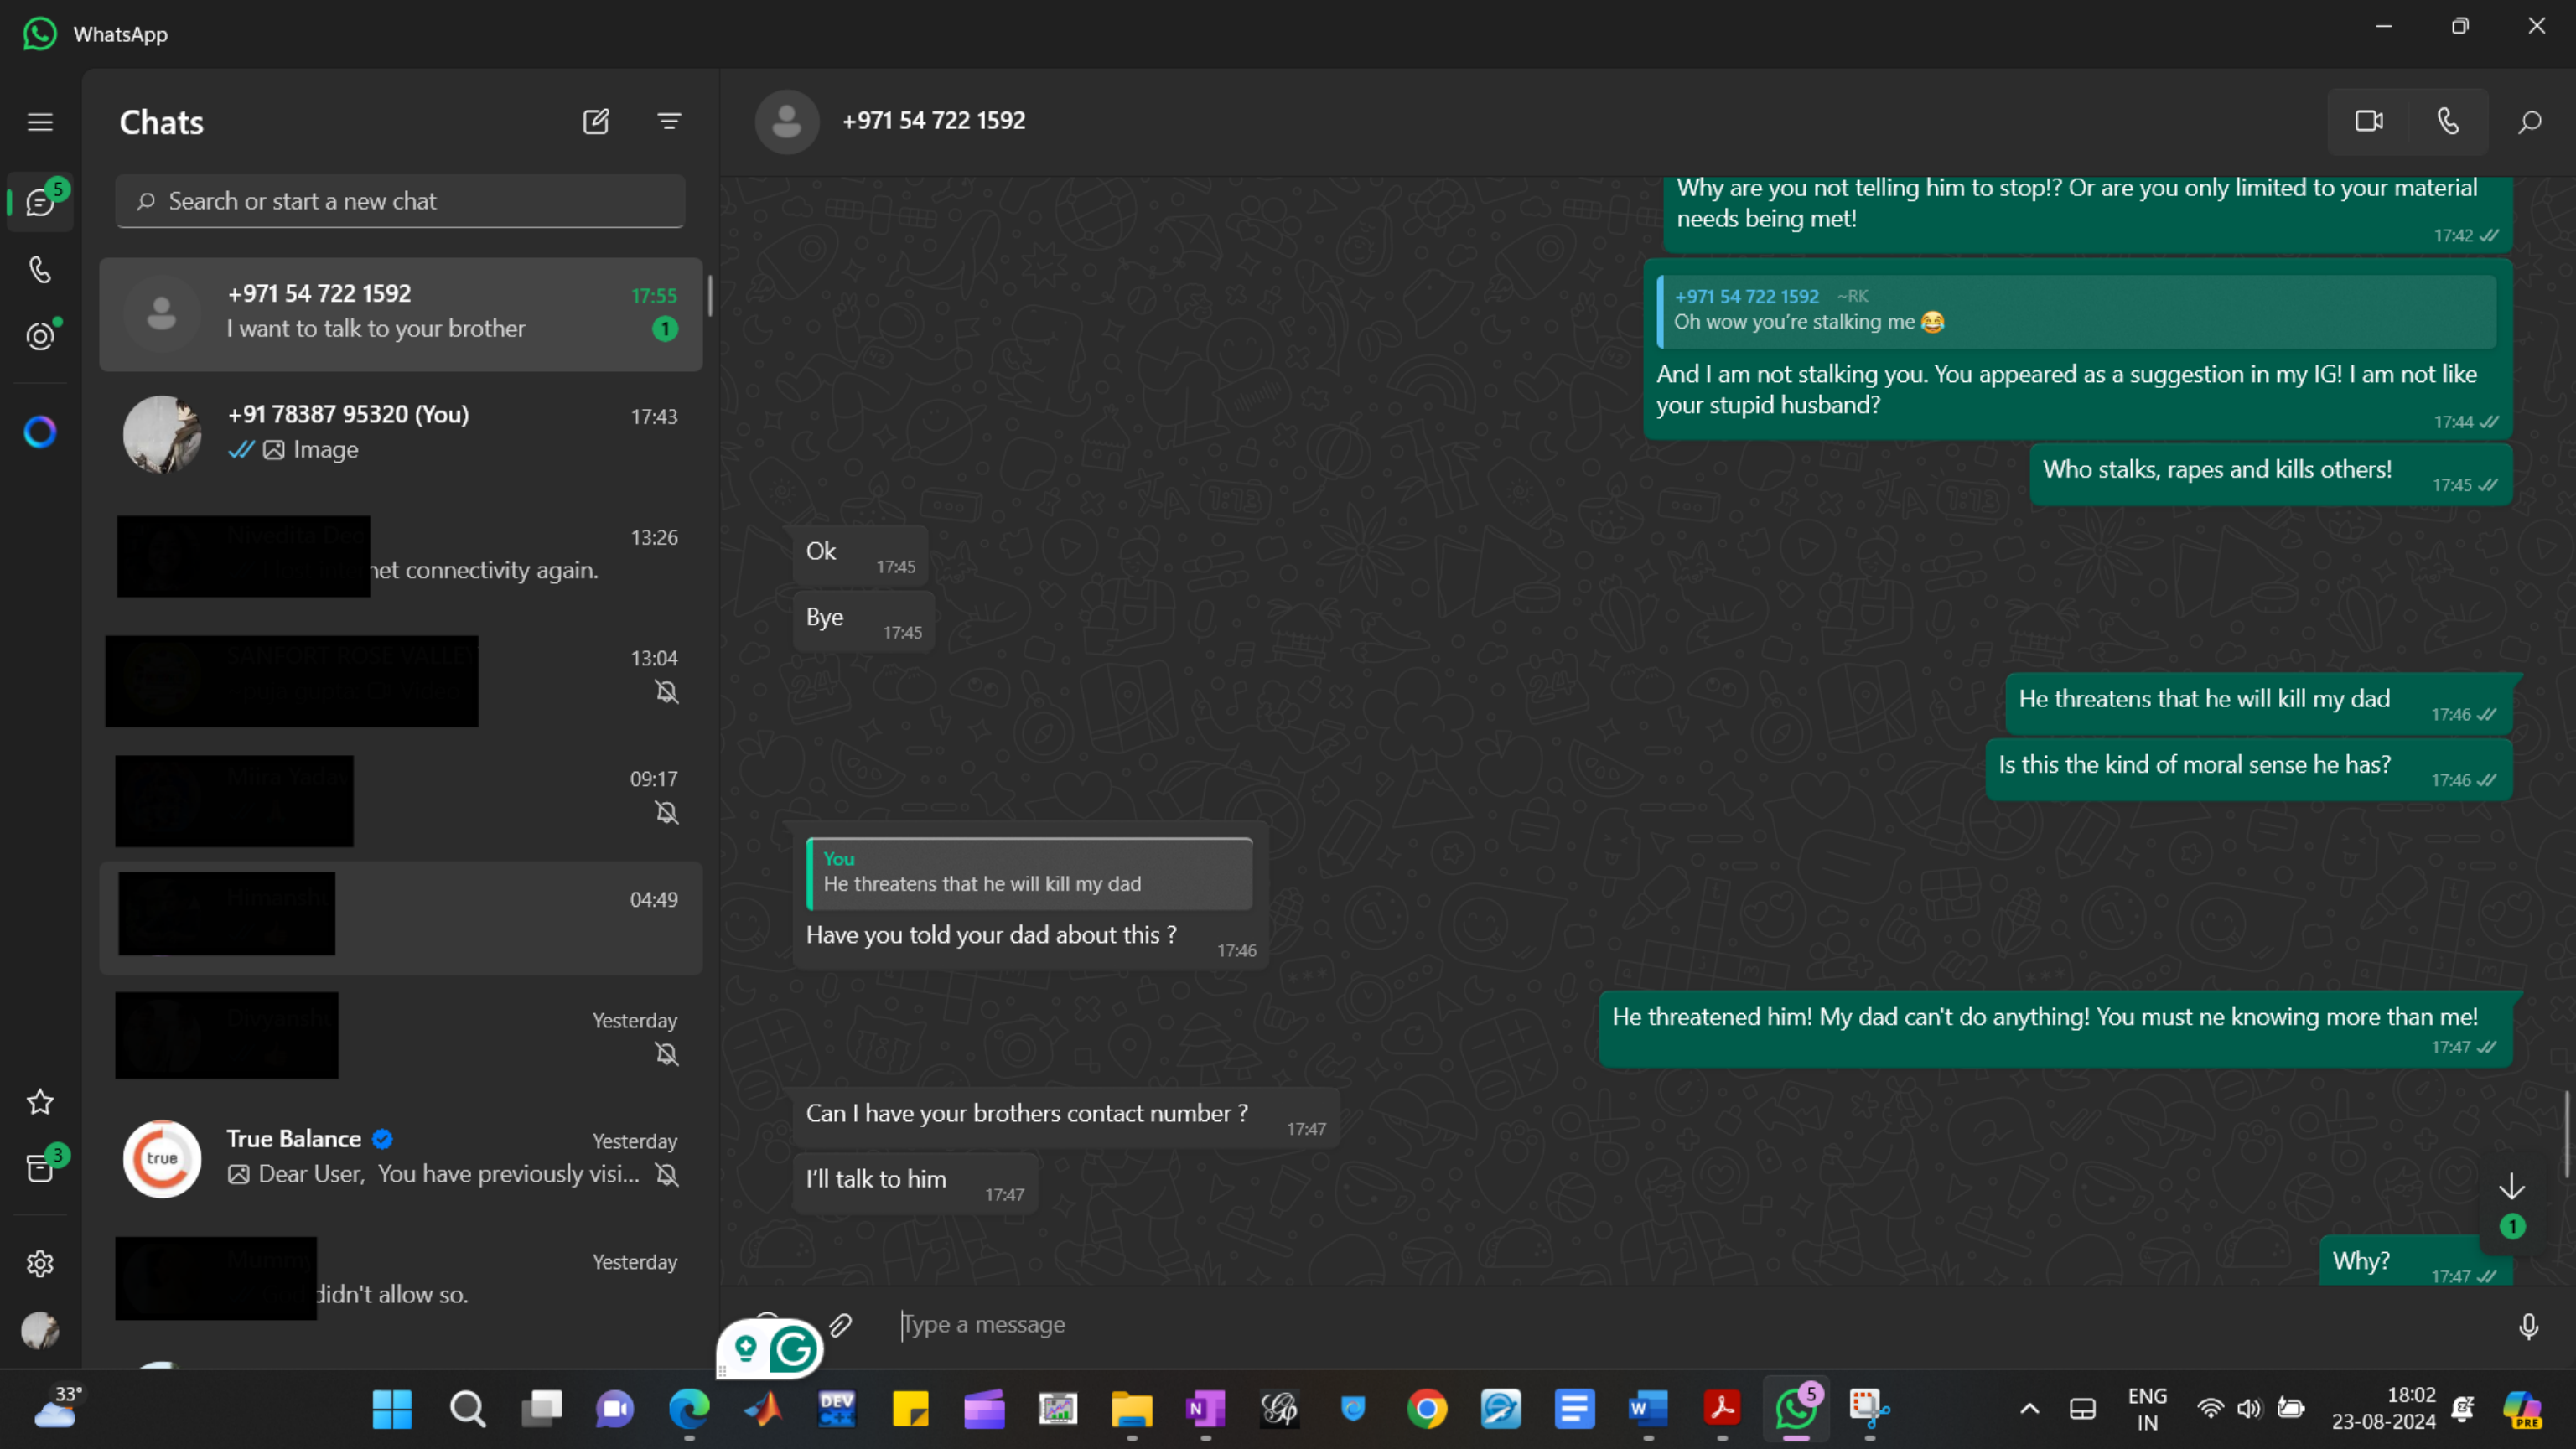 WhatsApp
Chats
Search or start a new chat
5
+971 54 722 1592
17:55
I want to talk to your brother
1
+91 78387 95320 (You)
17:43
Image
13:26
net connectivity again.
13:04
09:17
04:49
Yesterday
True Balance
Yesterday
true
Dear User, You have previously visi...
3
Yesterday
didn't allow so.
+971 54 722 1592
Why are you not telling him to stop!? Or are you only limited to your material
needs being met!
17:42
+971 54 722 1592 ~RK
Oh wow you're stalking me 😂
And I am not stalking you. You appeared as a suggestion in my IG! I am not like
your stupid husband?
17:44
Who stalks, rapes and kills others!
17:45
Ok
17:45
Bye
17:45
He threatens that he will kill my dad
17:46
Is this the kind of moral sense he has?
17:46
You
He threatens that he will kill my dad
Have you told your dad about this ?
17:46
He threatened him! My dad can't do anything! You must ne knowing more than me!
17:47
Can I have your brothers contact number ?
17:47
I'll talk to him
17:47
1
Why?
17:47
Type a message
33°
DEV
C++
N
W
5
ENG
IN
18:02
23-08-2024
PRE